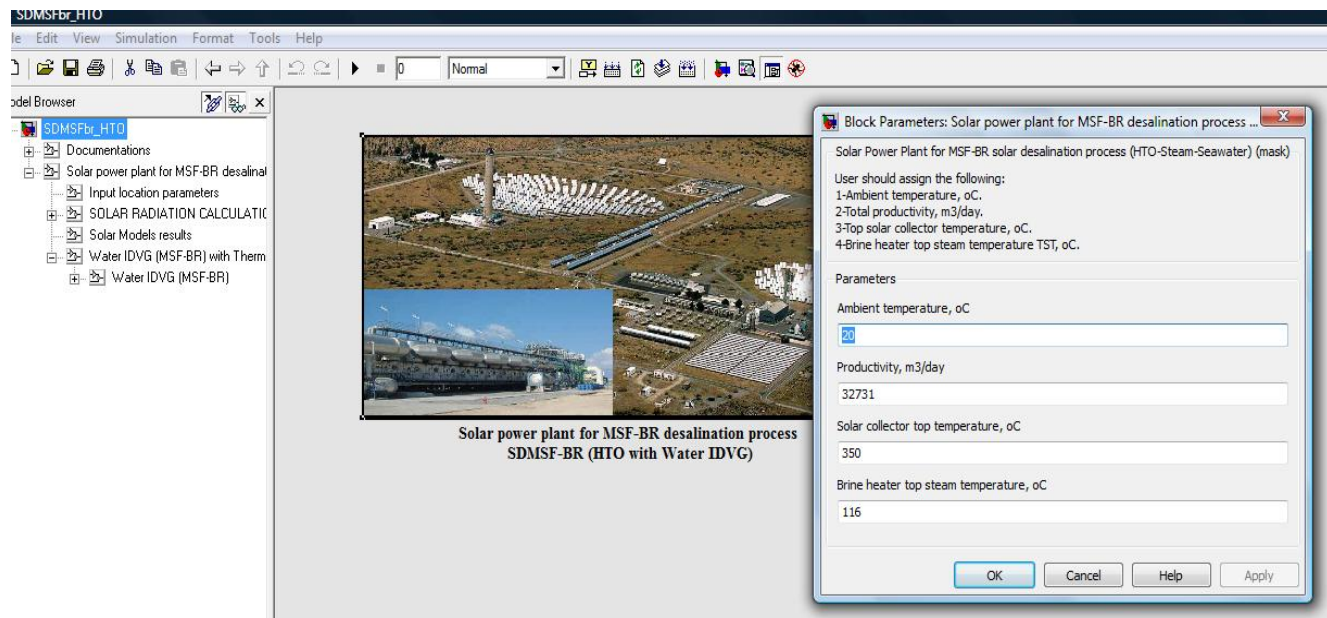 SDMSFbr_HTO
le Edit View Simulation Format Tools Help
0 Normal
odel Browser
SDMSFbr_HTO
Documentations
Solar power plant for MSF-BR desalinat
Input location parameters
SOLAR RADIATION CALCULATIO
Solar Models results
Water IDVG (MSF-BR) with Therm
Water IDVG (MSF-BR)
Solar power plant for MSF-BR desalination process
SDMSF-BR (HTO with Water IDVG)
Block Parameters: Solar power plant for MSF-BR desalination process ...
Solar Power Plant for MSF-BR solar desalination process (HTO-Steam-Seawater) (mask)
User should assign the following:
1-Ambient temperature, oC.
2-Total productivity, m3/day.
3-Top solar collector temperature, oC.
4-Brine heater top steam temperature TST, oC.
Parameters
Ambient temperature, oC
20
Productivity, m3/day
32731
Solar collector top temperature, oC
350
Brine heater top steam temperature, oC
116
OK Cancel Help Apply